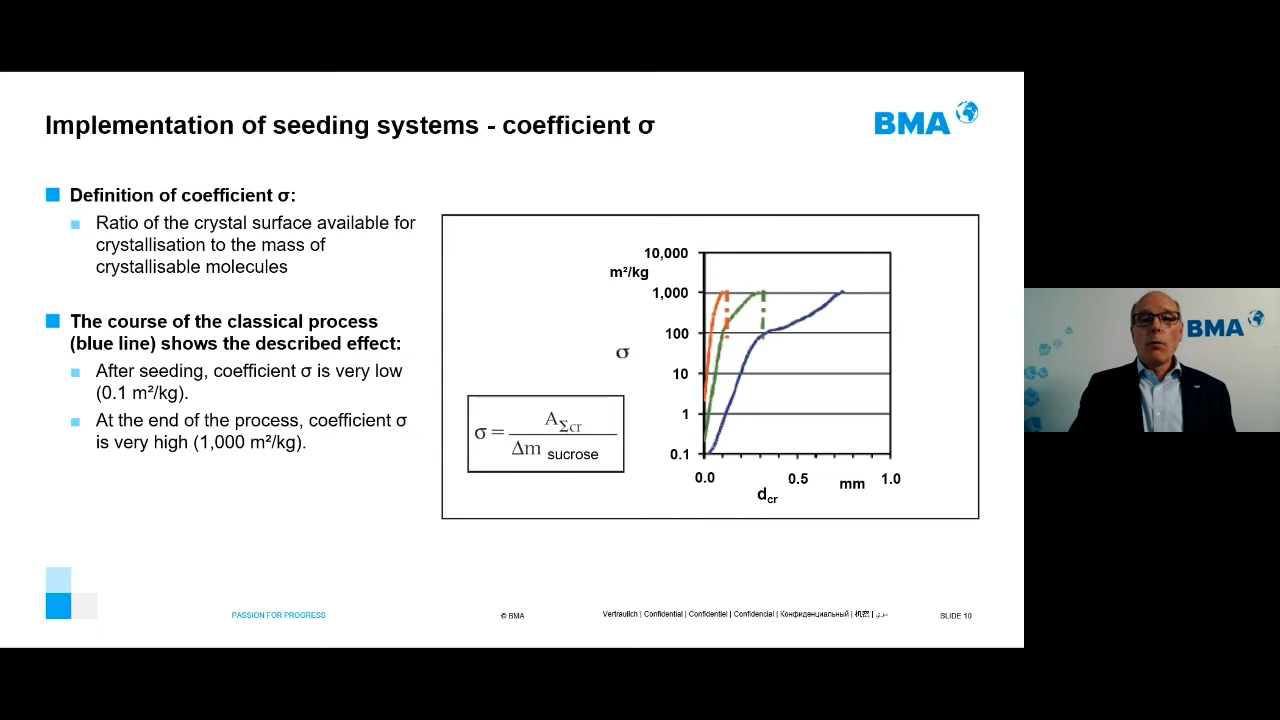 Implementation of seeding systems - coefficient σ
BMA
Definition of coefficient σ:
Ratio of the crystal surface available for
crystallisation to the mass of
crystallisable molecules
The course of the classical process
(blue line) shows the described effect:
After seeding, coefficient σ is very low
(0.1 m²/kg).
At the end of the process, coefficient σ
is very high (1,000 m²/kg).
10,000
m²/kg
1,000
100
σ
10
1
0.1
σ = A Σcr / Δm sucrose
0.0
0.5
mm
1.0
dcr
BMA
PASSION FOR PROGRESS
© BMA
Vertraulich | Confidential | Confidentiel | Confidencial | Конфиденциальный | 机密 | سري
SLIDE 10